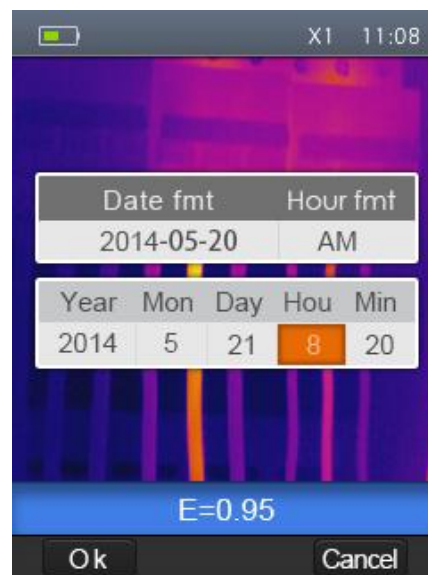 X1 11:08
Date fmt Hour fmt
2014-05-20 AM
Year Mon Day Hou Min
2014 5 21 8 20
E=0.95
Ok Cancel